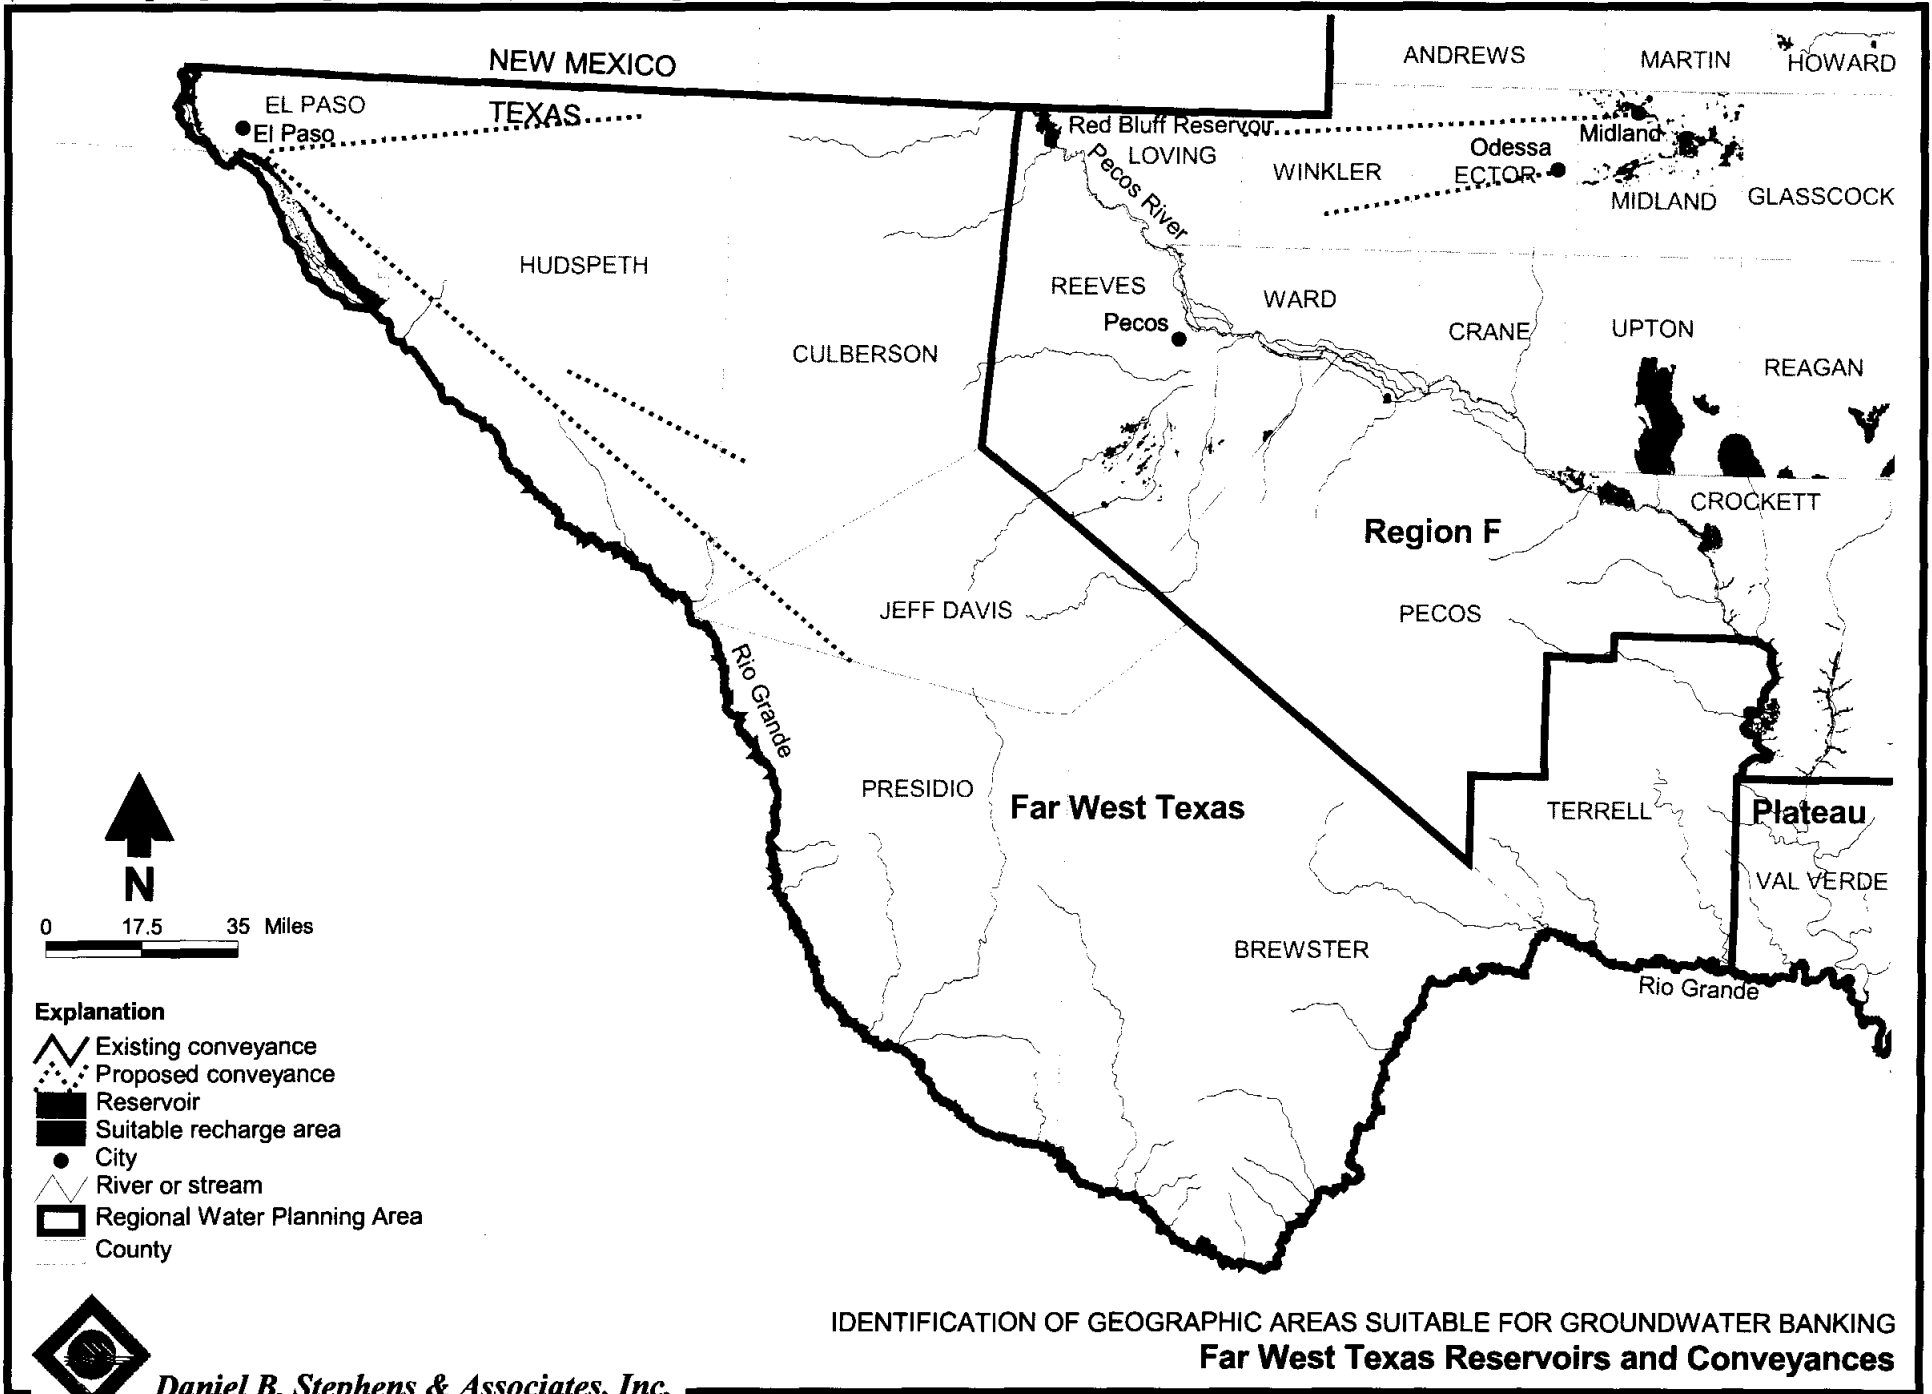 NEW MEXICO
TEXAS
ANDREWS
MARTIN
HOWARD
EL PASO
El Paso
Red Bluff Reservoir
LOVING
Pecos River
WINKLER
Odessa
ECTOR
Midland
MIDLAND
GLASSCOCK
HUDSPETH
REEVES
Pecos
WARD
CRANE
UPTON
REAGAN
CULBERSON
CROCKETT
Region F
JEFF DAVIS
PECOS
Rio Grande
PRESIDIO
Far West Texas
TERRELL
Plateau
VAL VERDE
BREWSTER
Rio Grande
N
0 17.5 35 Miles
Explanation
Existing conveyance
Proposed conveyance
Reservoir
Suitable recharge area
City
River or stream
Regional Water Planning Area
County
IDENTIFICATION OF GEOGRAPHIC AREAS SUITABLE FOR GROUNDWATER BANKING
Far West Texas Reservoirs and Conveyances
Daniel B. Stephens & Associates, Inc.